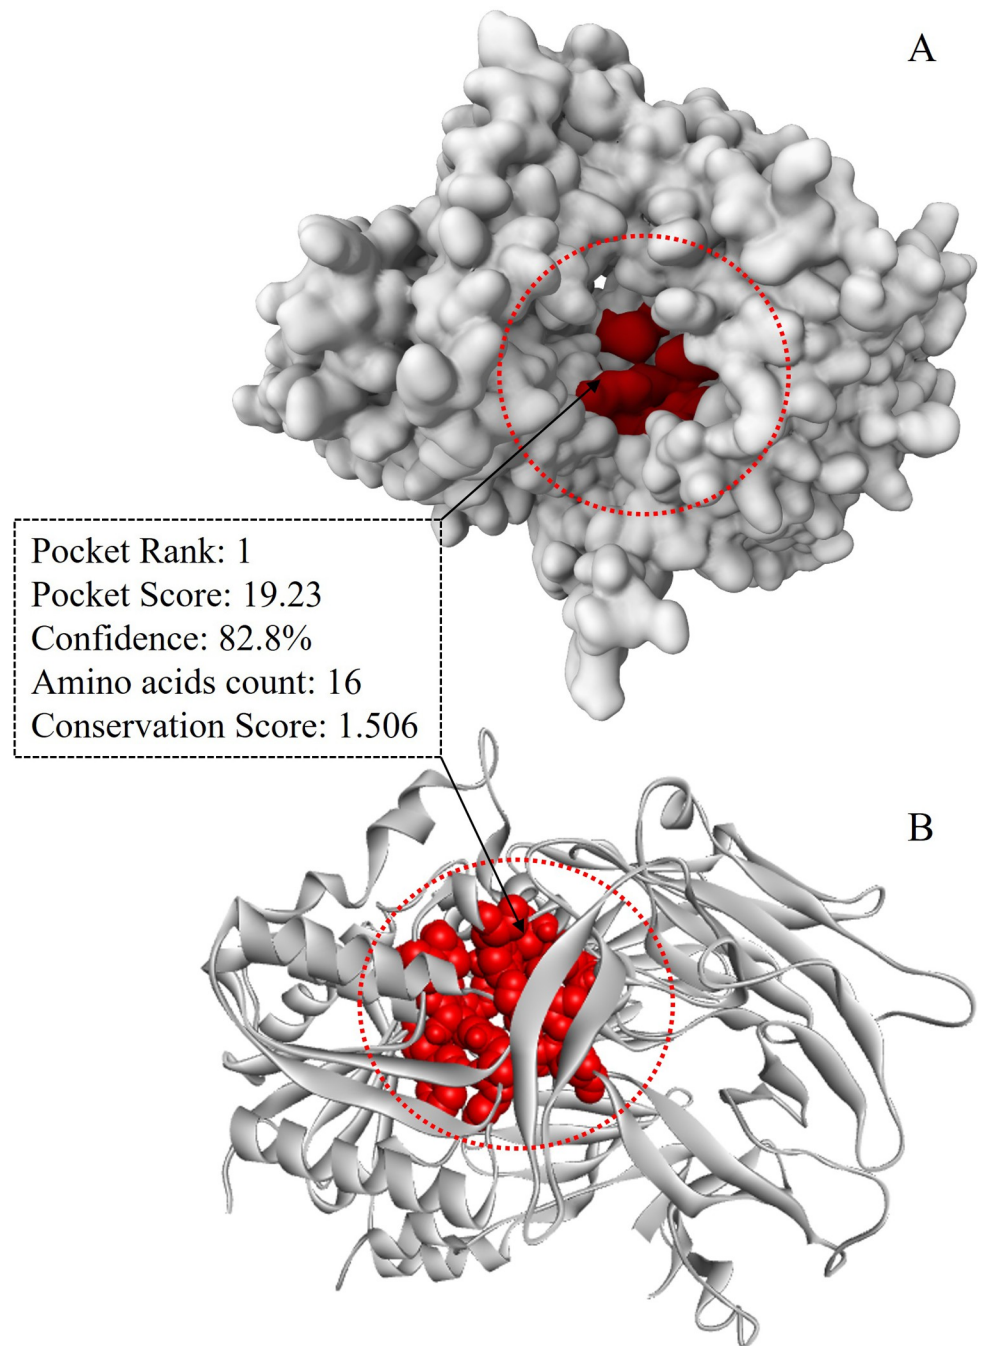 A
Pocket Rank: 1
Pocket Score: 19.23
Confidence: 82.8%
Amino acids count: 16
Conservation Score: 1.506
B